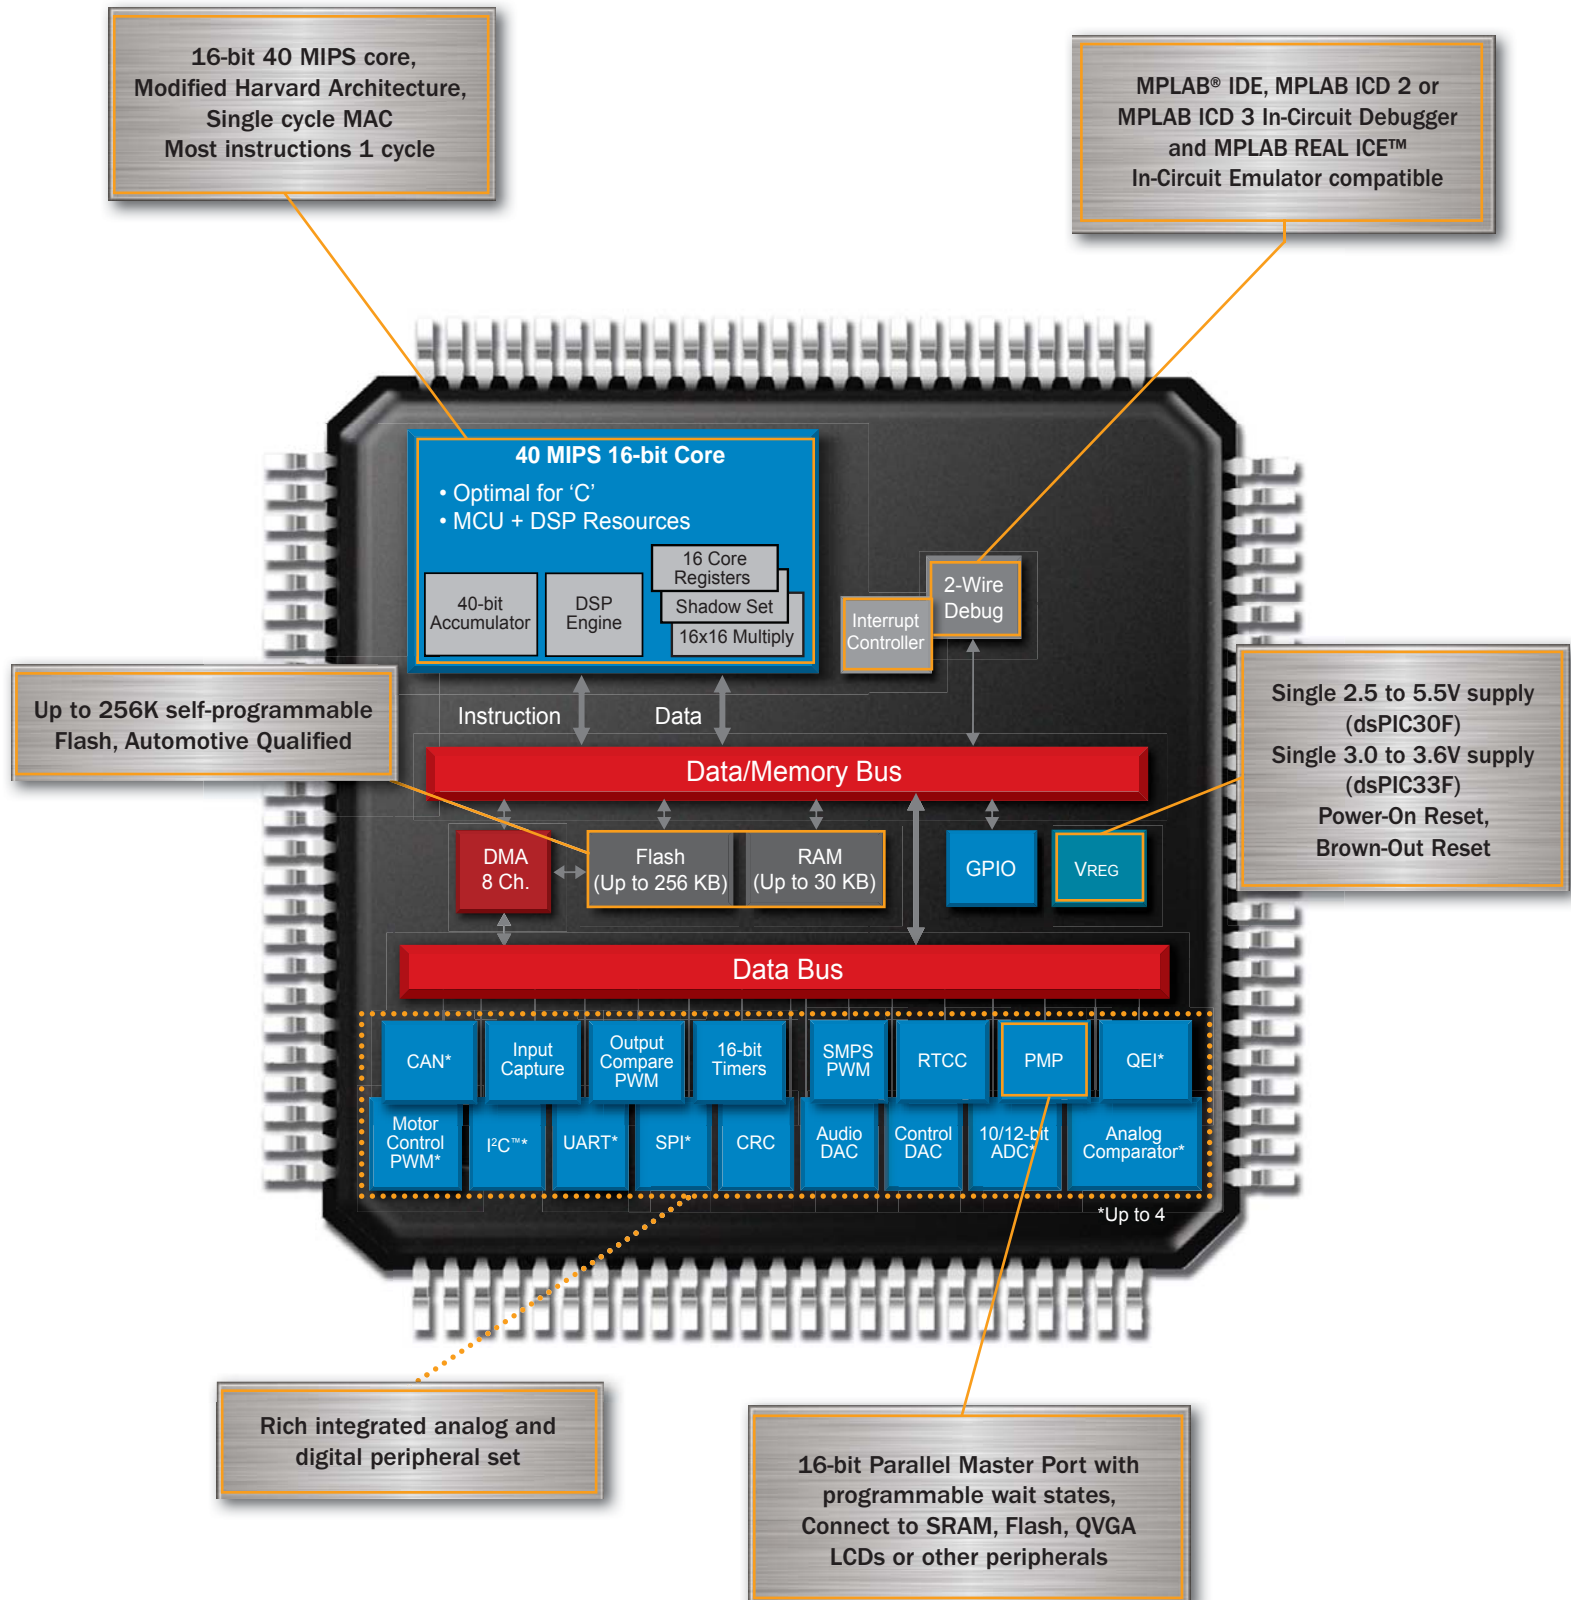 16-bit 40 MIPS core,
Modified Harvard Architecture,
Single cycle MAC
Most instructions 1 cycle
MPLAB® IDE, MPLAB ICD 2 or
MPLAB ICD 3 In-Circuit Debugger
and MPLAB REAL ICE™
In-Circuit Emulator compatible
40 MIPS 16-bit Core
• Optimal for ‘C’
• MCU + DSP Resources
40-bit
Accumulator
DSP
Engine
16 Core
Registers
Shadow Set
16x16 Multiply
Interrupt
Controller
2-Wire
Debug
Up to 256K self-programmable
Flash, Automotive Qualified
Single 2.5 to 5.5V supply
(dsPIC30F)
Single 3.0 to 3.6V supply
(dsPIC33F)
Power-On Reset,
Brown-Out Reset
Instruction
Data
Data/Memory Bus
DMA
8 Ch.
Flash
(Up to 256 KB)
RAM
(Up to 30 KB)
GPIO
VREG
Data Bus
CAN*
Input
Capture
Output
Compare
PWM
16-bit
Timers
SMPS
PWM
RTCC
PMP
QEI*
Motor
Control
PWM*
I²C™*
UART*
SPI*
CRC
Audio
DAC
Control
DAC
10/12-bit
ADC*
Analog
Comparator*
*Up to 4
Rich integrated analog and
digital peripheral set
16-bit Parallel Master Port with
programmable wait states,
Connect to SRAM, Flash, QVGA
LCDs or other peripherals